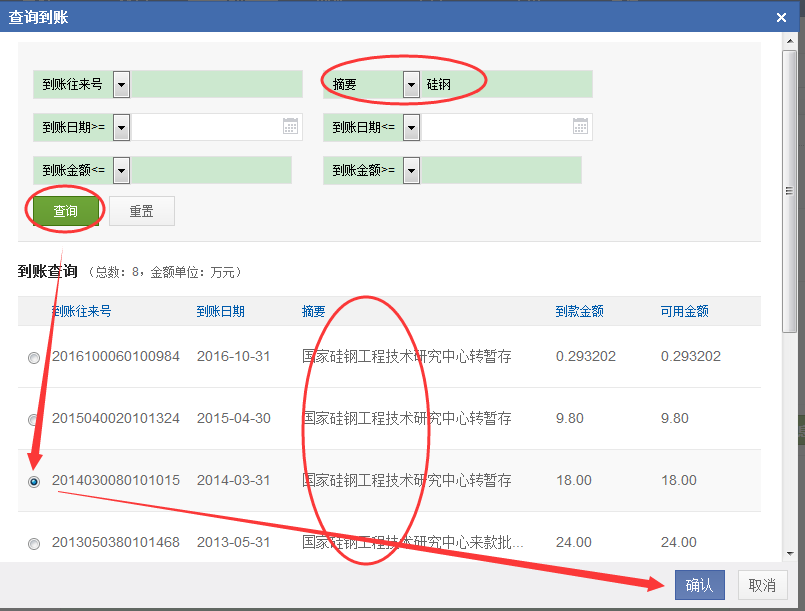 查询到账 ×
到账往来号 摘要 硅钢
到账日期>= 到账日期<=
到账金额<= 到账金额>=
查询 重置
到账查询 （总数：8，金额单位：万元）
到账往来号 到账日期 摘要 到款金额 可用金额
2016100060100984 2016-10-31 国家硅钢工程技术研究中心转暂存 0.293202 0.293202
2015040020101324 2015-04-30 国家硅钢工程技术研究中心转暂存 9.80 9.80
2014030080101015 2014-03-31 国家硅钢工程技术研究中心转暂存 18.00 18.00
2013050380101468 2013-05-31 国家硅钢工程技术研究中心来款批... 24.00 24.00
确认 取消